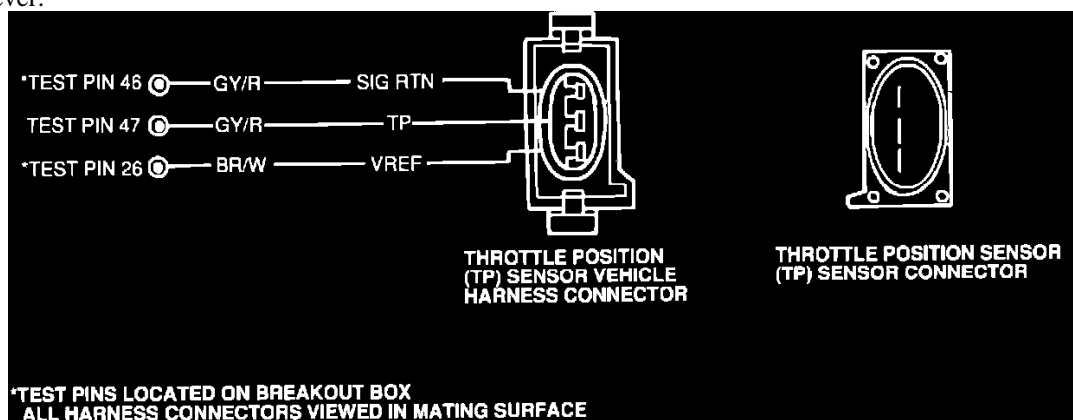 *TEST PIN 46 GY/R SIG RTN
TEST PIN 47 GY/R TP
*TEST PIN 26 BR/W VREF
THROTTLE POSITION
(TP) SENSOR VEHICLE
HARNESS CONNECTOR
THROTTLE POSITION SENSOR
(TP) SENSOR CONNECTOR
*TEST PINS LOCATED ON BREAKOUT BOX
ALL HARNESS CONNECTORS VIEWED IN MATING SURFACE